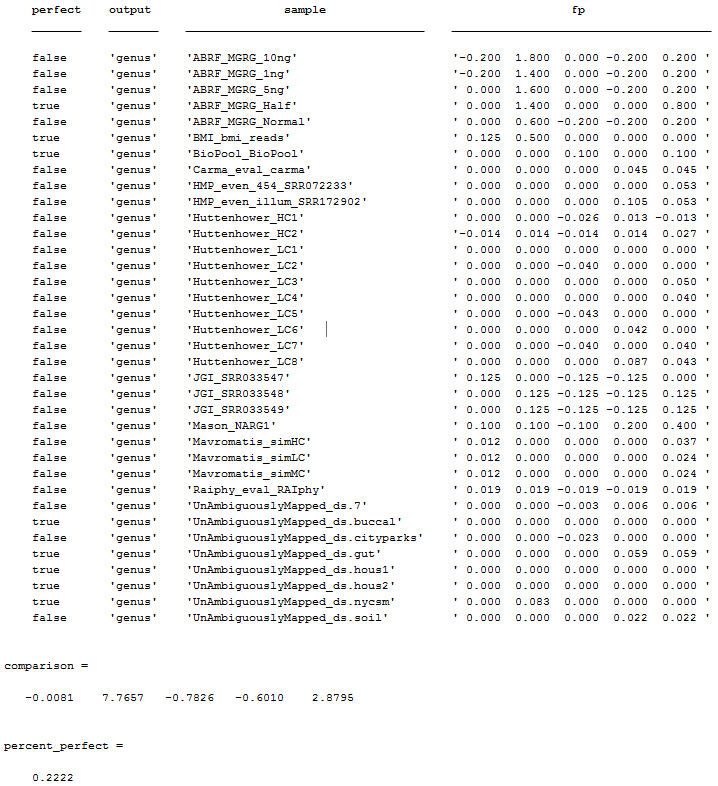 perfect output sample fp
false 'genus' 'ABRF_MGRG_10ng' '-0.200 1.800 0.000 -0.200 0.200 '
false 'genus' 'ABRF_MGRG_1ng' '-0.200 1.400 0.000 -0.200 0.200 '
false 'genus' 'ABRF_MGRG_5ng' ' 0.000 1.600 0.000 -0.200 0.200 '
true 'genus' 'ABRF_MGRG_Half' ' 0.000 1.400 0.000 0.000 0.800 '
false 'genus' 'ABRF_MGRG_Normal' ' 0.000 0.600 -0.200 -0.200 0.200 '
true 'genus' 'BMI_bmi_reads' ' 0.125 0.500 0.000 0.000 0.000 '
true 'genus' 'BioPool_BioPool' ' 0.000 0.000 0.100 0.000 0.100 '
false 'genus' 'Carma_eval_carma' ' 0.000 0.000 0.000 0.045 0.045 '
false 'genus' 'HMP_even_454_SRR072233' ' 0.000 0.000 0.000 0.000 0.053 '
false 'genus' 'HMP_even_illum_SRR172902' ' 0.000 0.000 0.000 0.105 0.053 '
false 'genus' 'Huttenhower_HC1' ' 0.000 0.000 -0.026 0.013 -0.013 '
false 'genus' 'Huttenhower_HC2' '-0.014 0.014 -0.014 0.014 0.027 '
false 'genus' 'Huttenhower_LC1' ' 0.000 0.000 0.000 0.000 0.000 '
false 'genus' 'Huttenhower_LC2' ' 0.000 0.000 -0.040 0.000 0.000 '
false 'genus' 'Huttenhower_LC3' ' 0.000 0.000 0.000 0.000 0.050 '
false 'genus' 'Huttenhower_LC4' ' 0.000 0.000 0.000 0.000 0.040 '
false 'genus' 'Huttenhower_LC5' ' 0.000 0.000 -0.043 0.000 0.000 '
false 'genus' 'Huttenhower_LC6' ' 0.000 0.000 0.000 0.042 0.000 '
false 'genus' 'Huttenhower_LC7' ' 0.000 0.000 -0.040 0.000 0.040 '
false 'genus' 'Huttenhower_LC8' ' 0.000 0.000 0.000 0.087 0.043 '
false 'genus' 'JGI_SRR033547' ' 0.125 0.000 -0.125 -0.125 0.000 '
false 'genus' 'JGI_SRR033548' ' 0.000 0.125 -0.125 -0.125 0.125 '
false 'genus' 'JGI_SRR033549' ' 0.000 0.125 -0.125 -0.125 0.125 '
false 'genus' 'Mason_NARG1' ' 0.100 0.100 -0.100 0.200 0.400 '
false 'genus' 'Mavromatis_simHC' ' 0.012 0.000 0.000 0.000 0.037 '
false 'genus' 'Mavromatis_simLC' ' 0.012 0.000 0.000 0.000 0.024 '
false 'genus' 'Mavromatis_simMC' ' 0.012 0.000 0.000 0.000 0.024 '
false 'genus' 'Raiphy_eval_RAIphy' ' 0.019 0.019 -0.019 -0.019 0.019 '
false 'genus' 'UnAmbiguouslyMapped_ds.7' ' 0.000 0.000 -0.003 0.006 0.006 '
true 'genus' 'UnAmbiguouslyMapped_ds.buccal' ' 0.000 0.000 0.000 0.000 0.000 '
false 'genus' 'UnAmbiguouslyMapped_ds.cityparks' ' 0.000 0.000 -0.023 0.000 0.000 '
true 'genus' 'UnAmbiguouslyMapped_ds.gut' ' 0.000 0.000 0.000 0.059 0.059 '
true 'genus' 'UnAmbiguouslyMapped_ds.hous1' ' 0.000 0.000 0.000 0.000 0.000 '
true 'genus' 'UnAmbiguouslyMapped_ds.hous2' ' 0.000 0.000 0.000 0.000 0.000 '
true 'genus' 'UnAmbiguouslyMapped_ds.nycsm' ' 0.000 0.083 0.000 0.000 0.000 '
false 'genus' 'UnAmbiguouslyMapped_ds.soil' ' 0.000 0.000 0.000 0.022 0.022 '
comparison =
-0.0081 7.7657 -0.7826 -0.6010 2.8795
percent_perfect =
0.2222